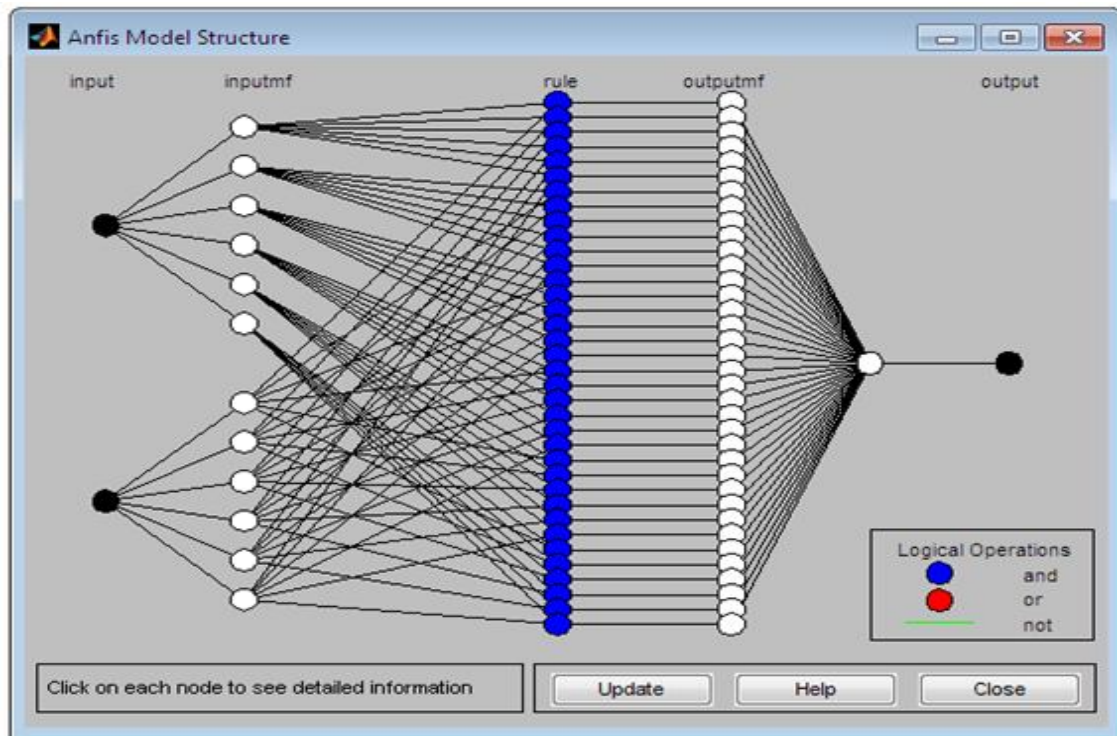 Anfis Model Structure
input inputmf rule outputmf output
Logical Operations
and
or
not
Click on each node to see detailed information
Update Help Close